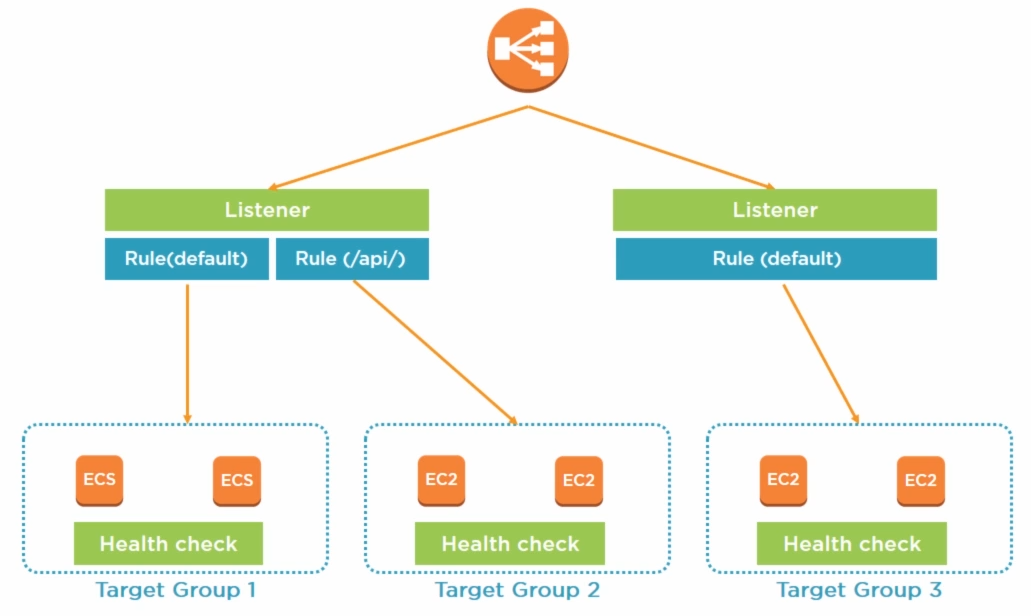 Listener
Listener
Rule(default)
Rule (/api/)
Rule (default)
ECS
ECS
EC2
EC2
EC2
EC2
Health check
Health check
Health check
Target Group 1
Target Group 2
Target Group 3